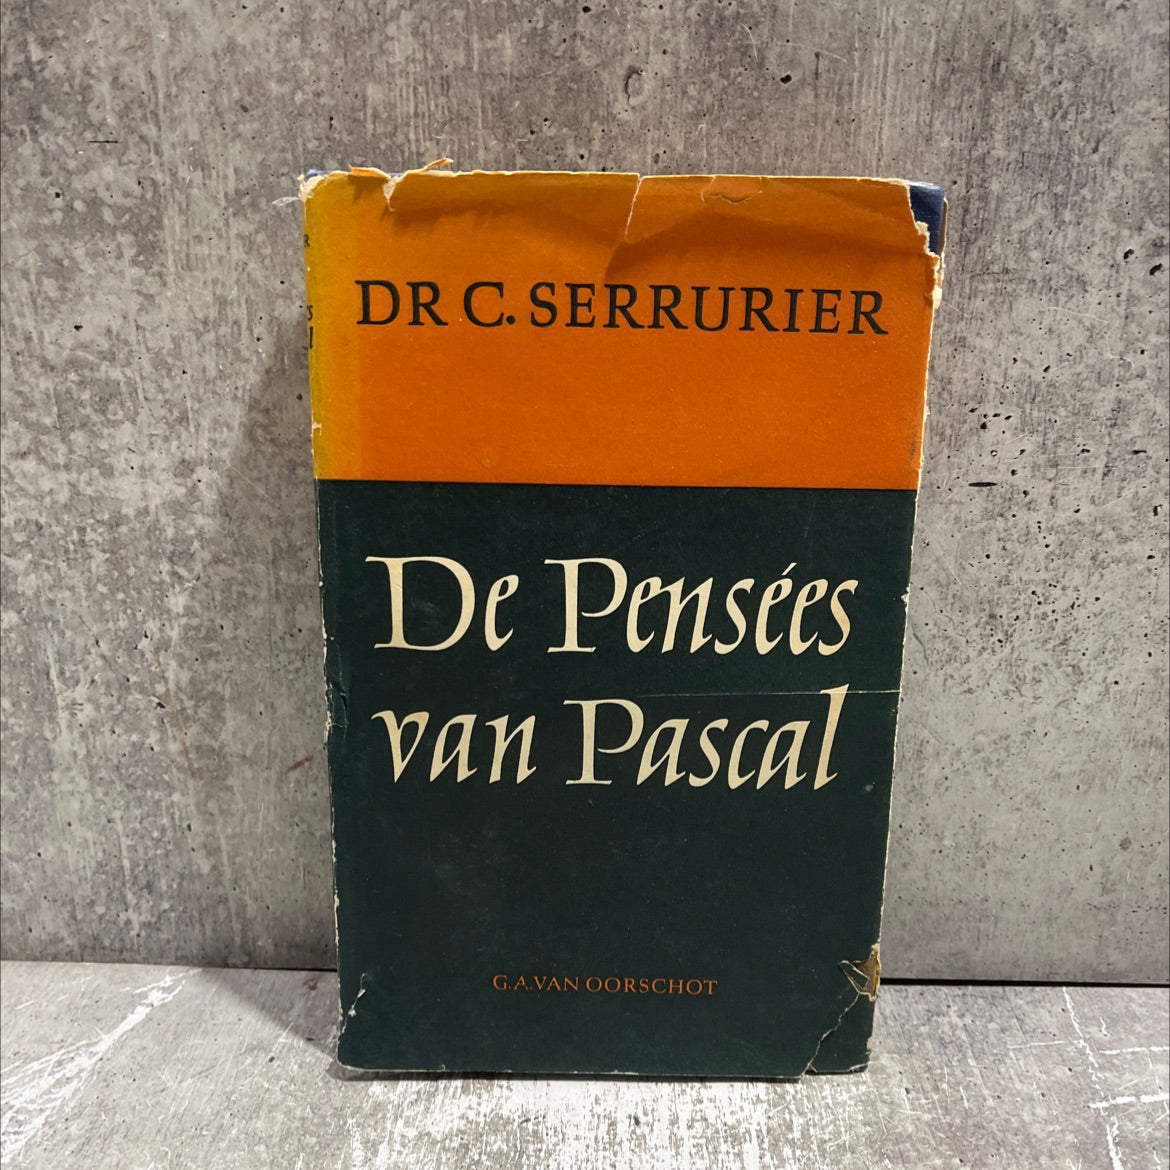 DR C. SERRURIER
De Pensées
van Pascal
G.A. VAN OORSCHOT